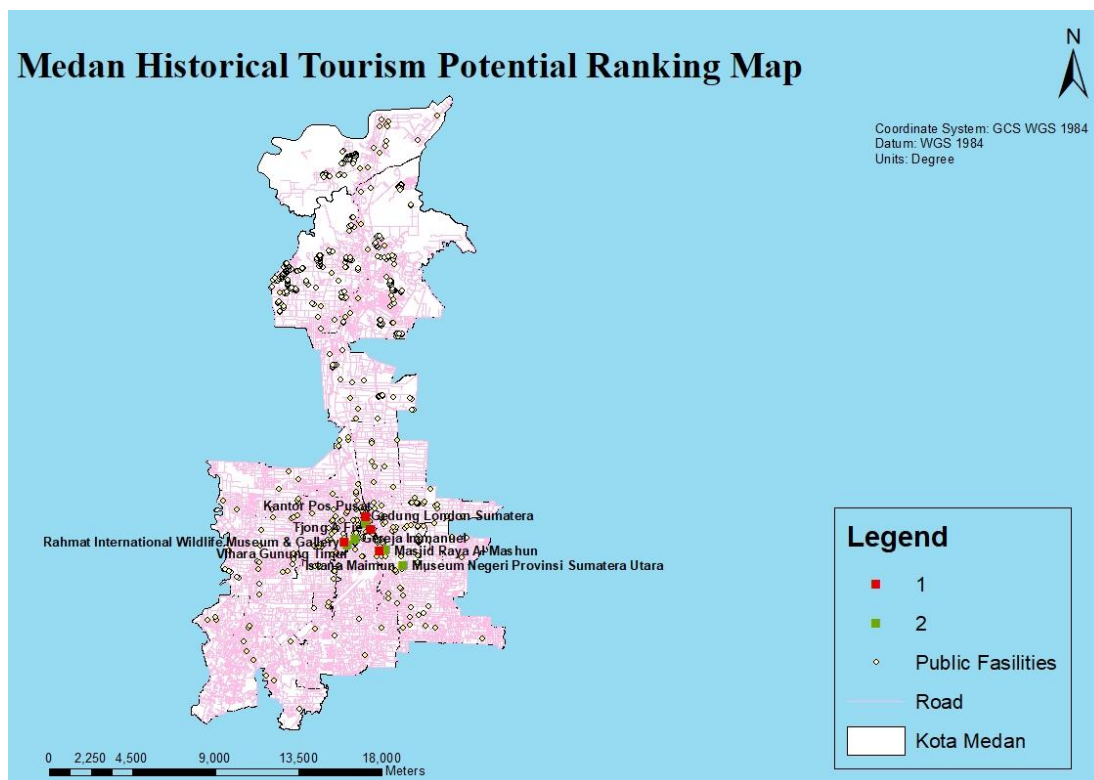 Medan Historical Tourism Potential Ranking Map
N
Coordinate System: GCS WGS 1984
Datum: WGS 1984
Units: Degree
Kantor Pos Pusat
Gedung London Sumatera
Tjong A Fie
Gereja Immanuel
Rahmat International Wildlife Museum & Gallery
Vihara Gunung Timur
Masjid Raya Al Mashun
Istana Maimun
Museum Negeri Provinsi Sumatera Utara
Legend
1
2
Public Fasilities
Road
Kota Medan
0 2,250 4,500 9,000 13,500 18,000
Meters